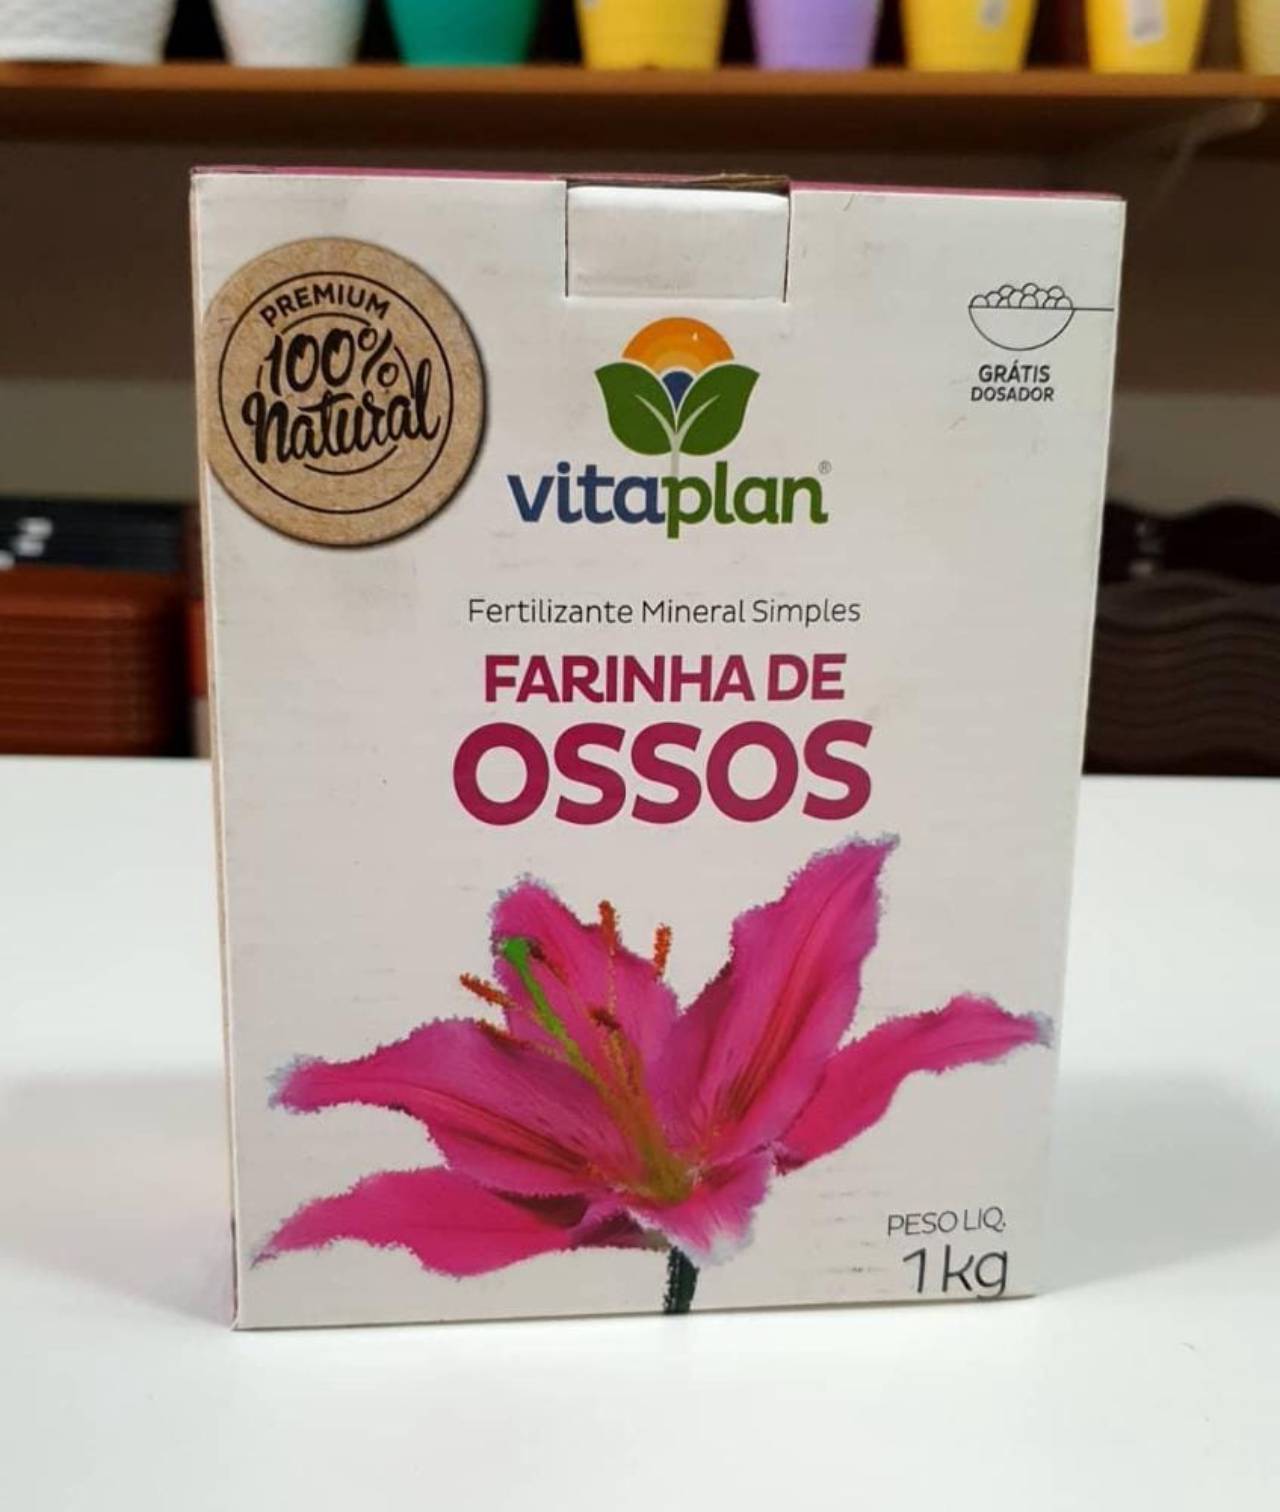 PREMIUM
100%
Natural
GRÁTIS
DOSADOR
vitaplan®
Fertilizante Mineral Simples
FARINHA DE
OSSOS
PESO LIQ.
1kg